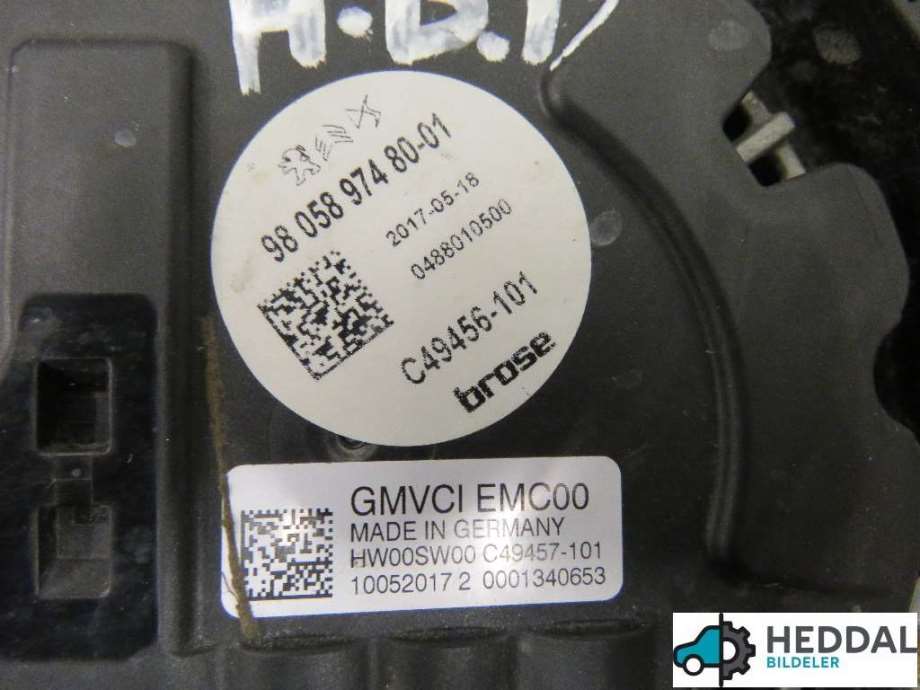 H.B.D
98 058 974 80-01
2017-05-18
0488010500
C49456-101
brose
GMVCI EMC00
MADE IN GERMANY
HW00SW00 C49457-101
10052017 2 0001340653
HEDDAL
BILDELER